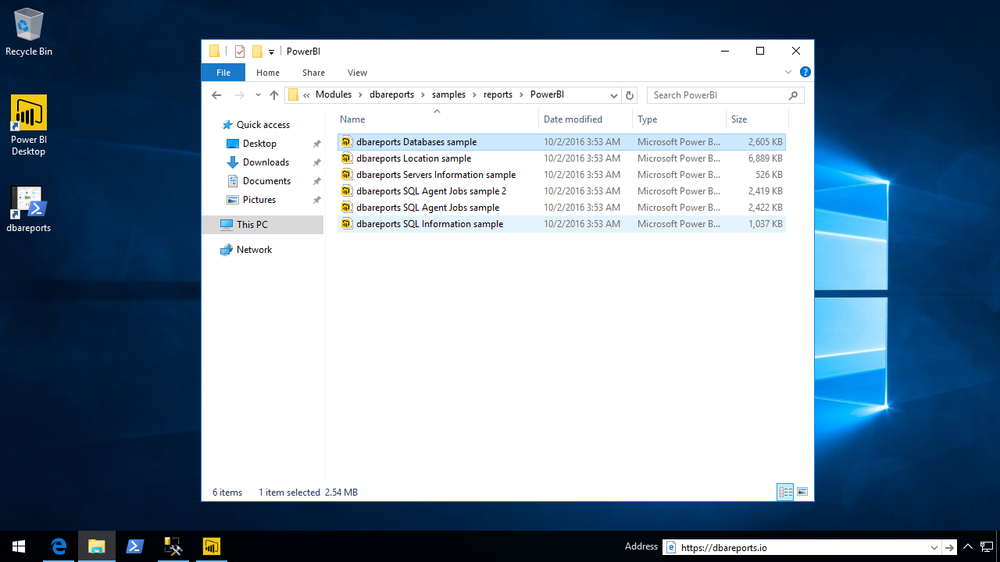 Recycle Bin
Power BI
Desktop
dbareports
PowerBI
File Home Share View
« Modules dbareports samples reports PowerBI
Search PowerBI
Quick access
Desktop
Downloads
Documents
Pictures
This PC
Network
Name Date modified Type Size
dbareports Databases sample 10/2/2016 3:53 AM Microsoft Power B... 2,605 KB
dbareports Location sample 10/2/2016 3:53 AM Microsoft Power B... 6,889 KB
dbareports Servers Information sample 10/2/2016 3:53 AM Microsoft Power B... 526 KB
dbareports SQL Agent Jobs sample 2 10/2/2016 3:53 AM Microsoft Power B... 2,419 KB
dbareports SQL Agent Jobs sample 10/2/2016 3:53 AM Microsoft Power B... 2,422 KB
dbareports SQL Information sample 10/2/2016 3:53 AM Microsoft Power B... 1,037 KB
6 items 1 item selected 2.54 MB
Address https://dbareports.io